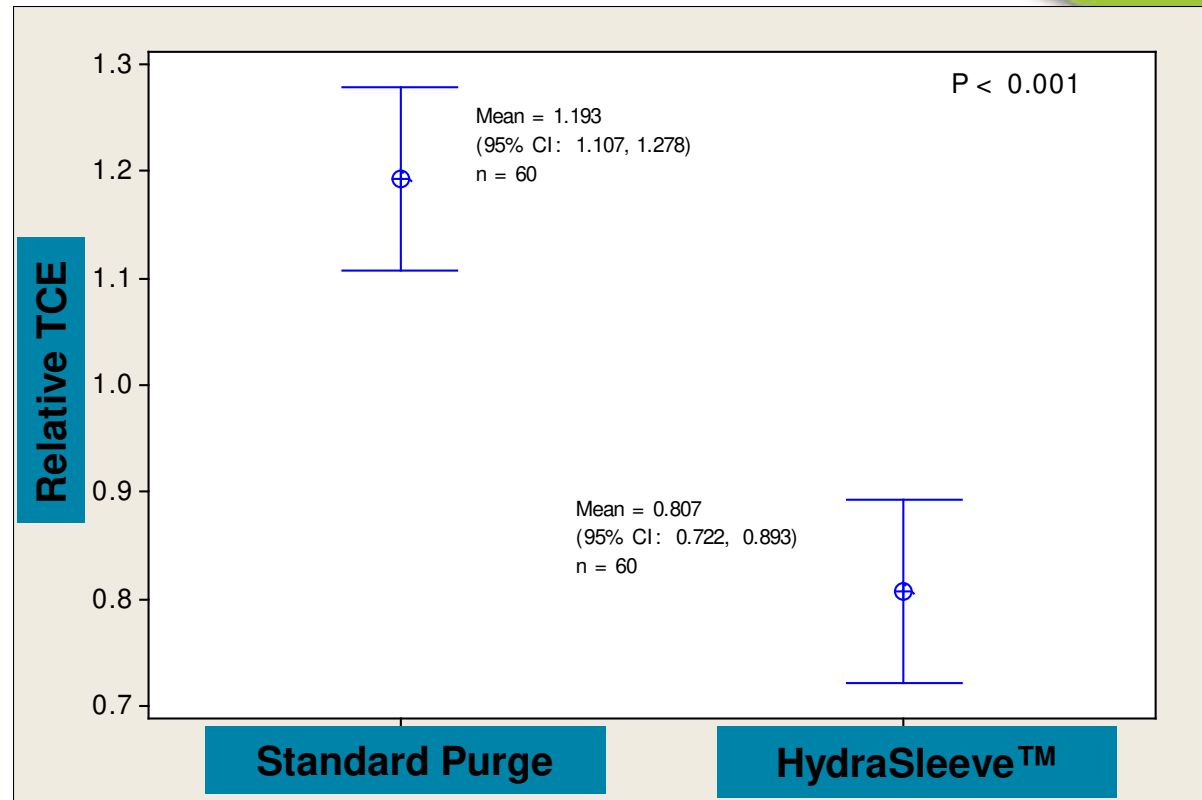 1.3
P < 0.001
Mean = 1.193
(95% CI: 1.107, 1.278)
n = 60
1.2
1.1
Relative TCE
1.0
0.9
Mean = 0.807
(95% CI: 0.722, 0.893)
n = 60
0.8
0.7
Standard Purge
HydraSleeve™